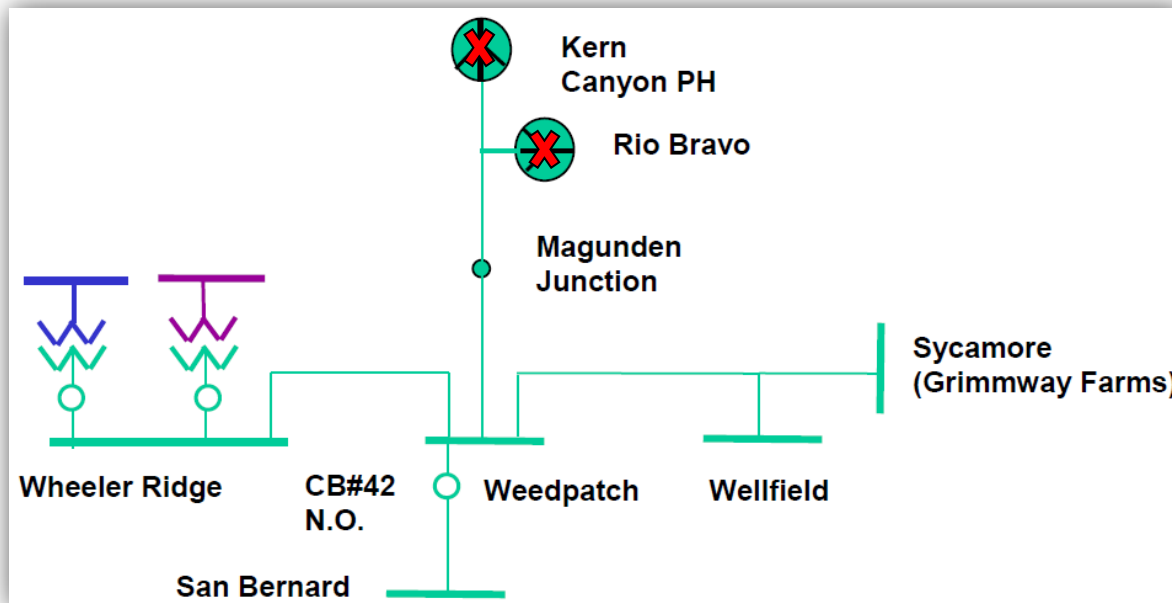 Kern
Canyon PH
Rio Bravo
Magunden
Junction
Sycamore
(Grimmway Farms)
Wheeler Ridge
CB#42
N.O.
Weedpatch
Wellfield
San Bernard